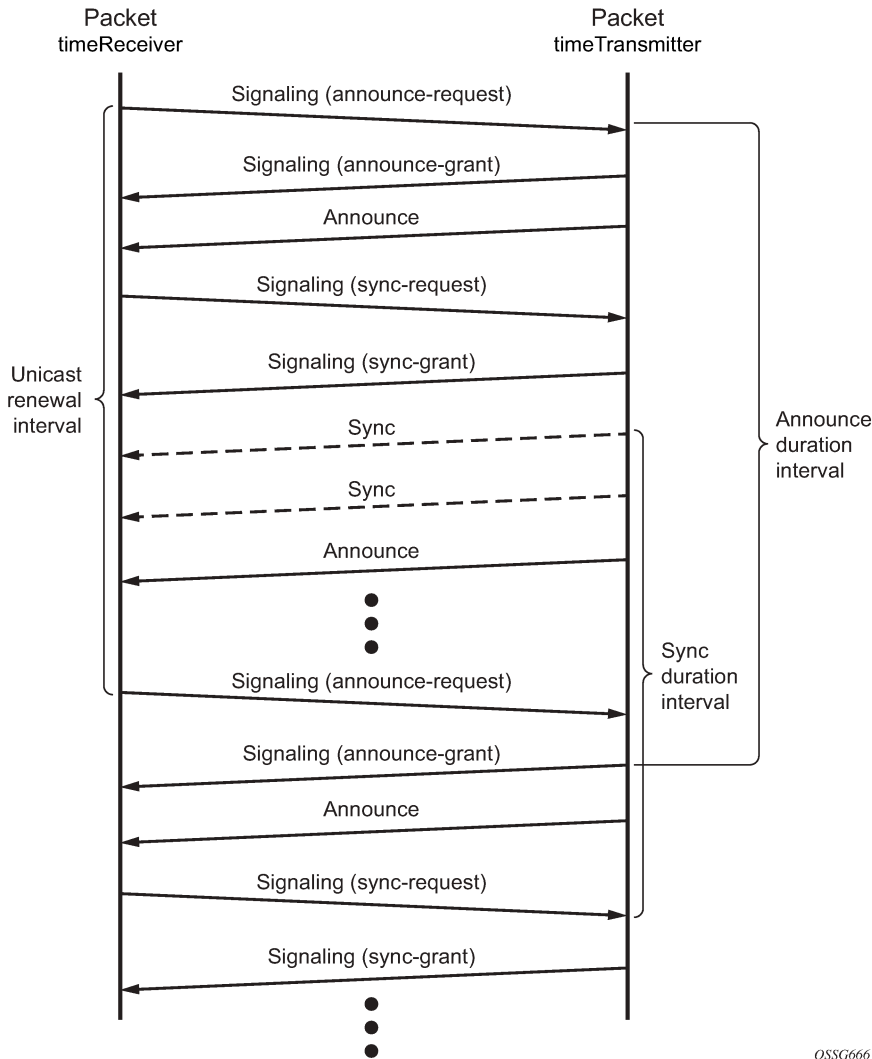 Packet
timeReceiver
Packet
timeTransmitter
Signaling (announce-request)
Signaling (announce-grant)
Announce
Signaling (sync-request)
Signaling (sync-grant)
Unicast
renewal
interval
Sync
Announce
duration
interval
Sync
Announce
Sync
duration
interval
Signaling (announce-request)
Signaling (announce-grant)
Announce
Signaling (sync-request)
Signaling (sync-grant)
OSSG666